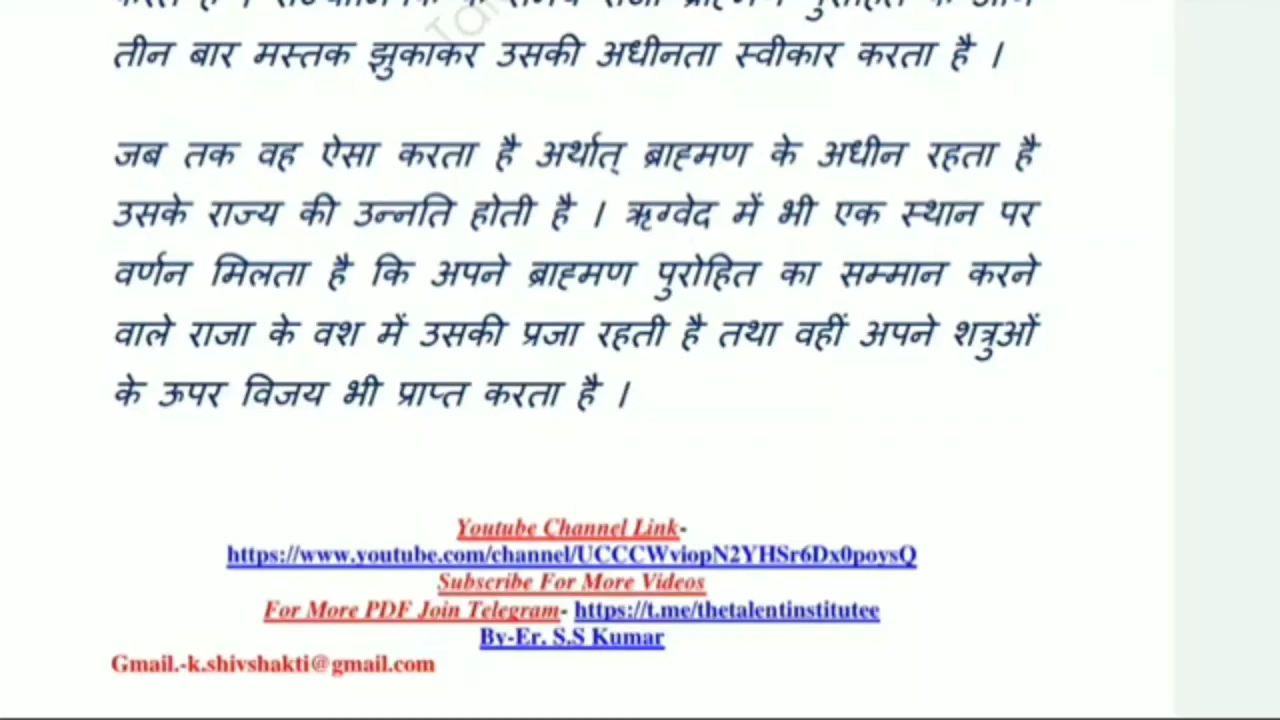 तीन बार मस्तक झुकाकर उसकी अधीनता स्वीकार करता है ।
जब तक वह ऐसा करता है अर्थात् ब्राह्मण के अधीन रहता है
उसके राज्य की उन्नति होती है । ऋग्वेद में भी एक स्थान पर
वर्णन मिलता है कि अपने ब्राह्मण पुरोहित का सम्मान करने
वाले राजा के वश में उसकी प्रजा रहती है तथा वहीं अपने शत्रुओं
के ऊपर विजय भी प्राप्त करता है ।
Youtube Channel Link-
https://www.youtube.com/channel/UCCCWviopN2YHSr6Dx0poysQ
Subscribe For More Videos
For More PDF Join Telegram- https://t.me/thetalentinstitutee
By-Er. S.S Kumar
Gmail.-k.shivshakti@gmail.com